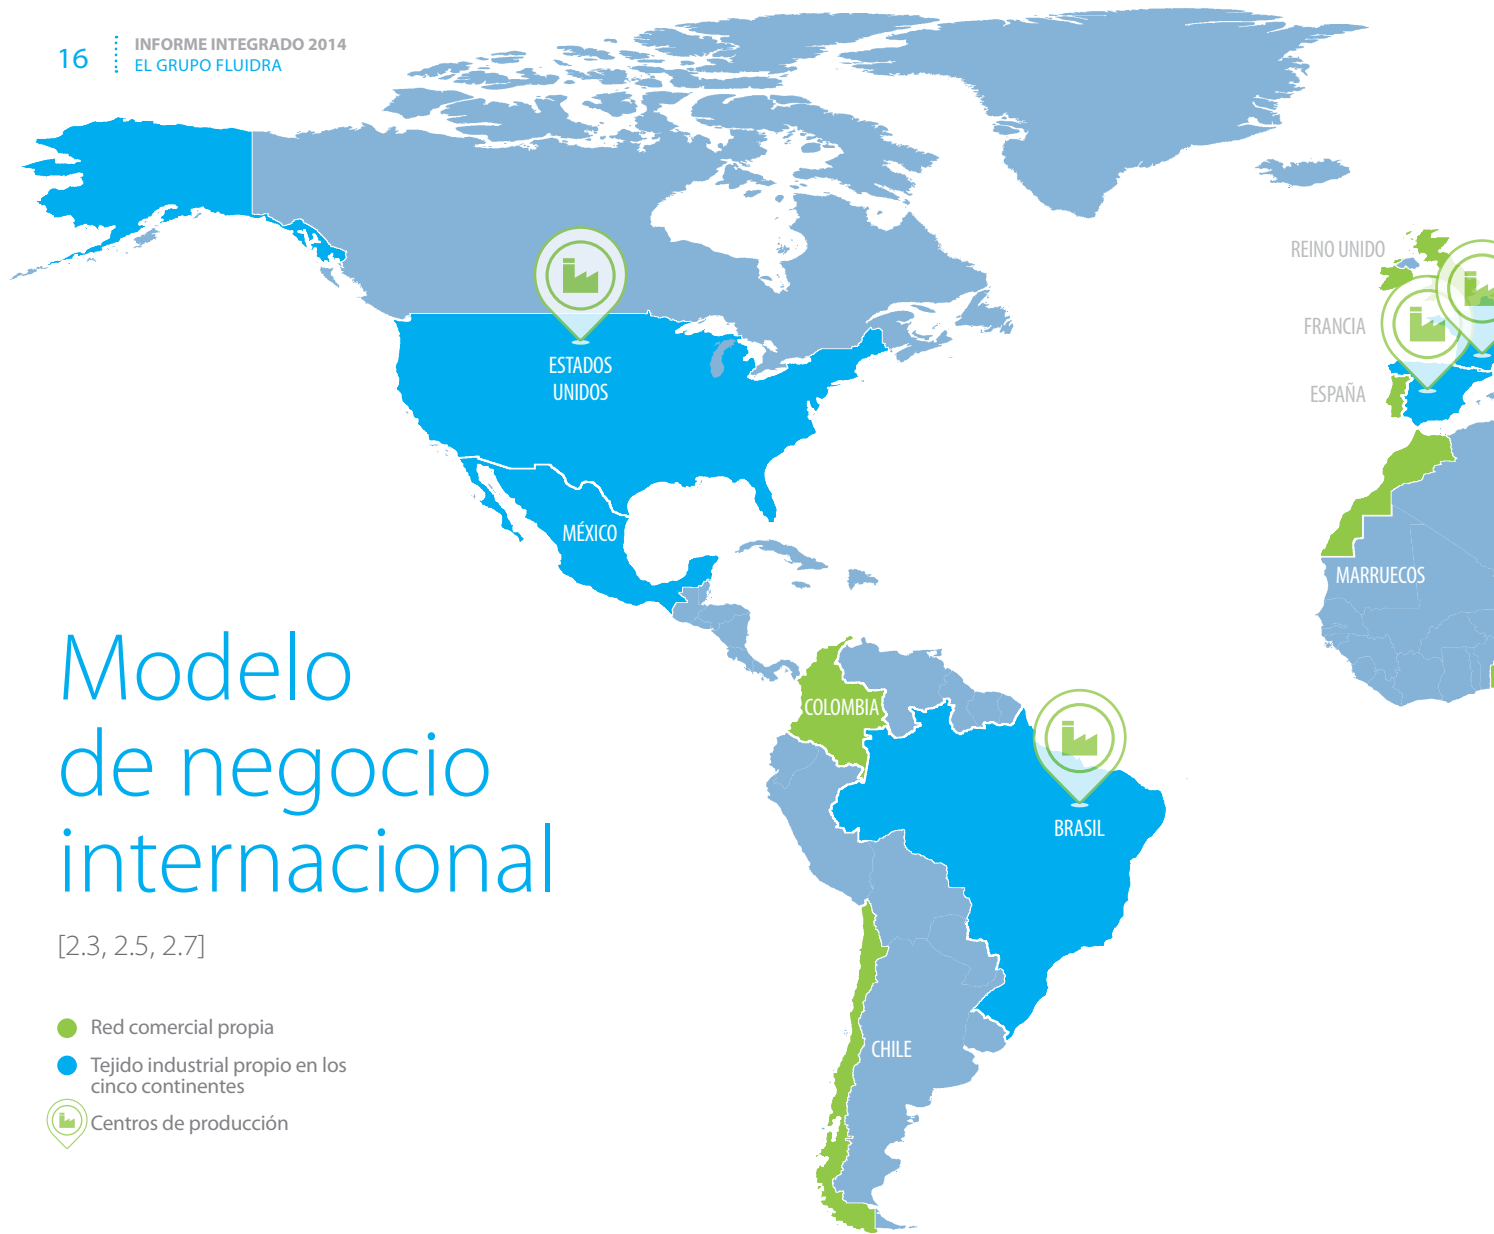 16
INFORME INTEGRADO 2014
EL GRUPO FLUIDRA
REINO UNIDO
FRANCIA
ESPAÑA
ESTADOS
UNIDOS
MÉXICO
MARRUECOS
COLOMBIA
BRASIL
CHILE
Modelo
de negocio
internacional
[2.3, 2.5, 2.7]
Red comercial propia
Tejido industrial propio en los
cinco continentes
Centros de producción